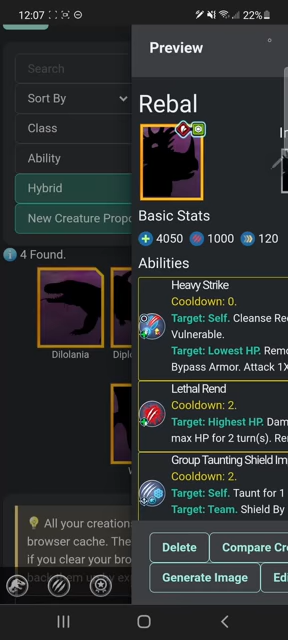 12:07
22%
Search
Sort By
Class
Ability
Hybrid
New Creature Propo
4 Found.
Dilolania
Dipl
All your creation
browser cache. The
if you clear your bro
Preview
Rebal
In
Basic Stats
4050 1000 120
Abilities
Heavy Strike
Cooldown: 0.
Target: Self. Cleanse Re
Vulnerable.
Target: Lowest HP. Remo
Bypass Armor. Attack 1X
Lethal Rend
Cooldown: 2.
Target: Highest HP. Dam
max HP for 2 turn(s). Re
Group Taunting Shield Im
Cooldown: 2.
Target: Self. Taunt for 1
Target: Team. Shield By
Delete
Compare Cre
Generate Image
Edi